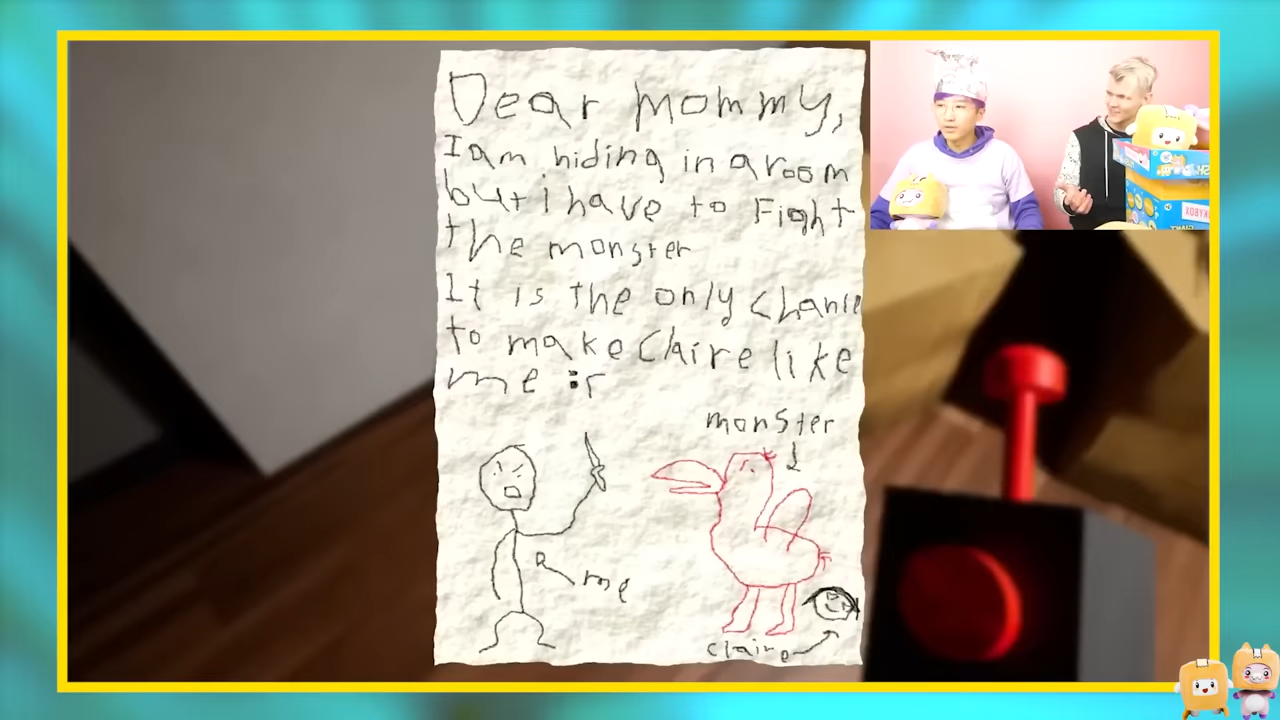 Dear mommy,
I am hiding in a room
but i have to Fight
the monster
It is the only chance
to make Claire like
me :r
monster
me
claire